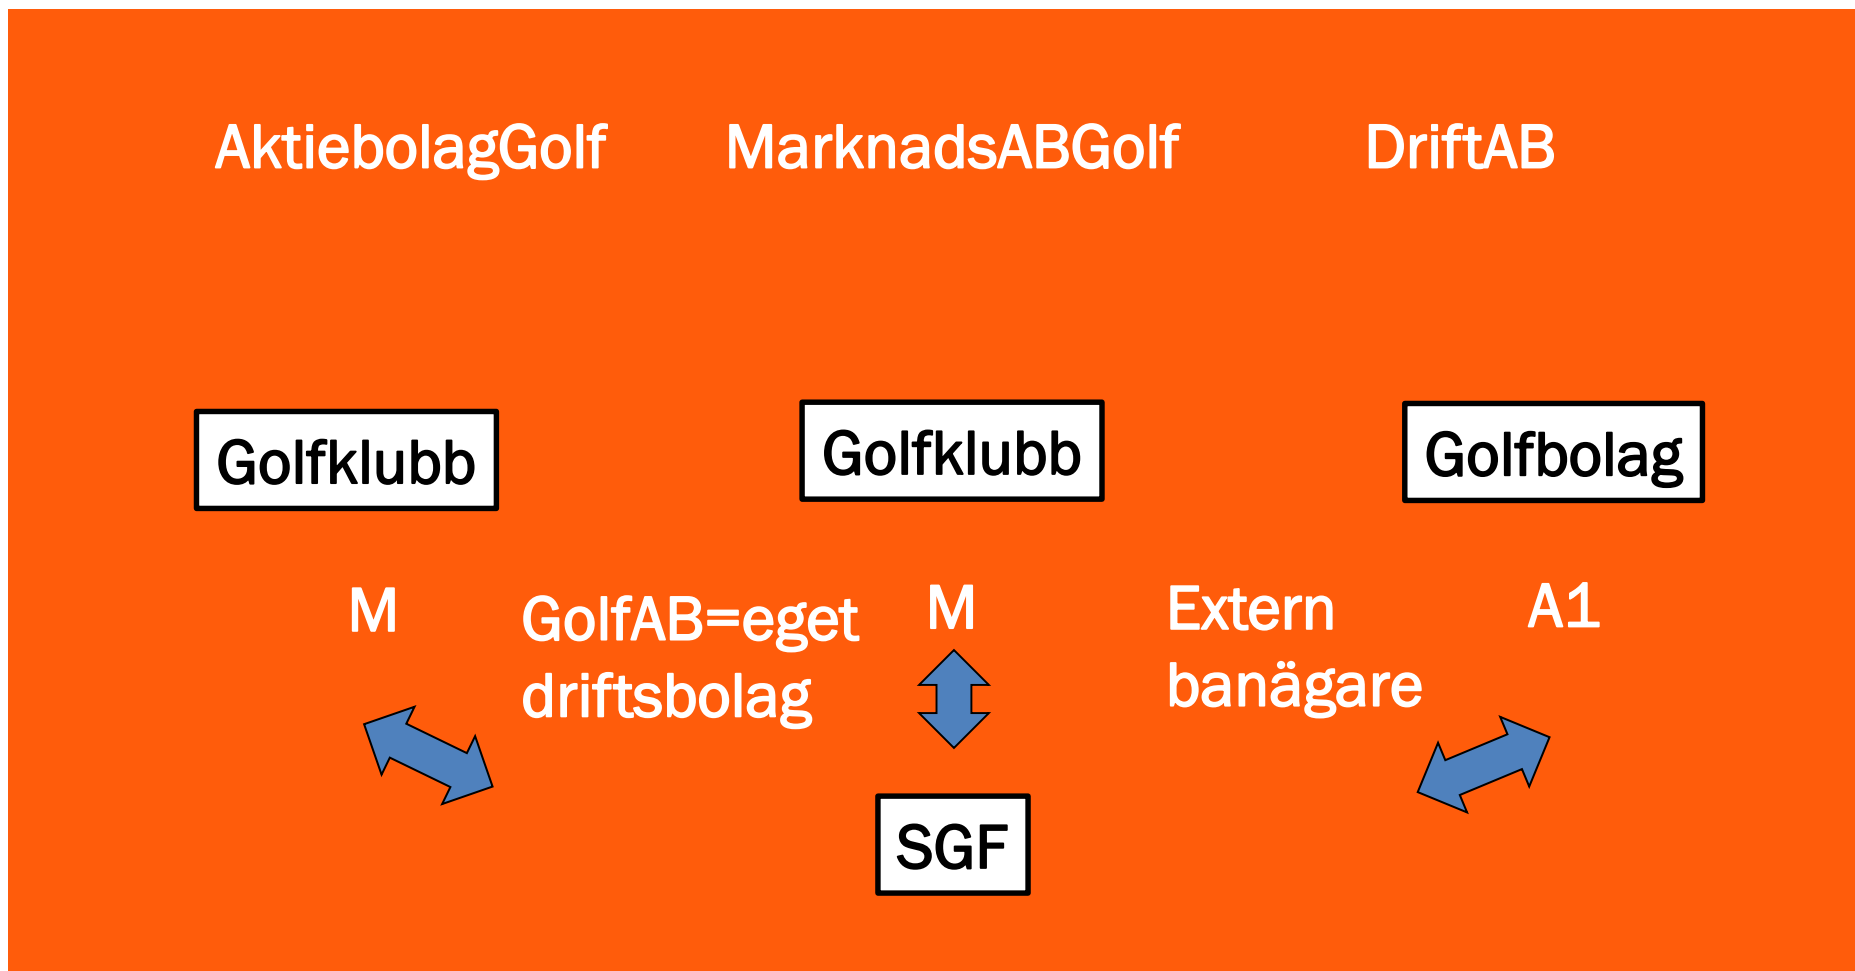 AktiebolagGolf
MarknadsABGolf
DriftAB
Golfklubb
Golfklubb
Golfbolag
M
GolfAB=eget
driftsbolag
M
Extern
banägare
A1
SGF